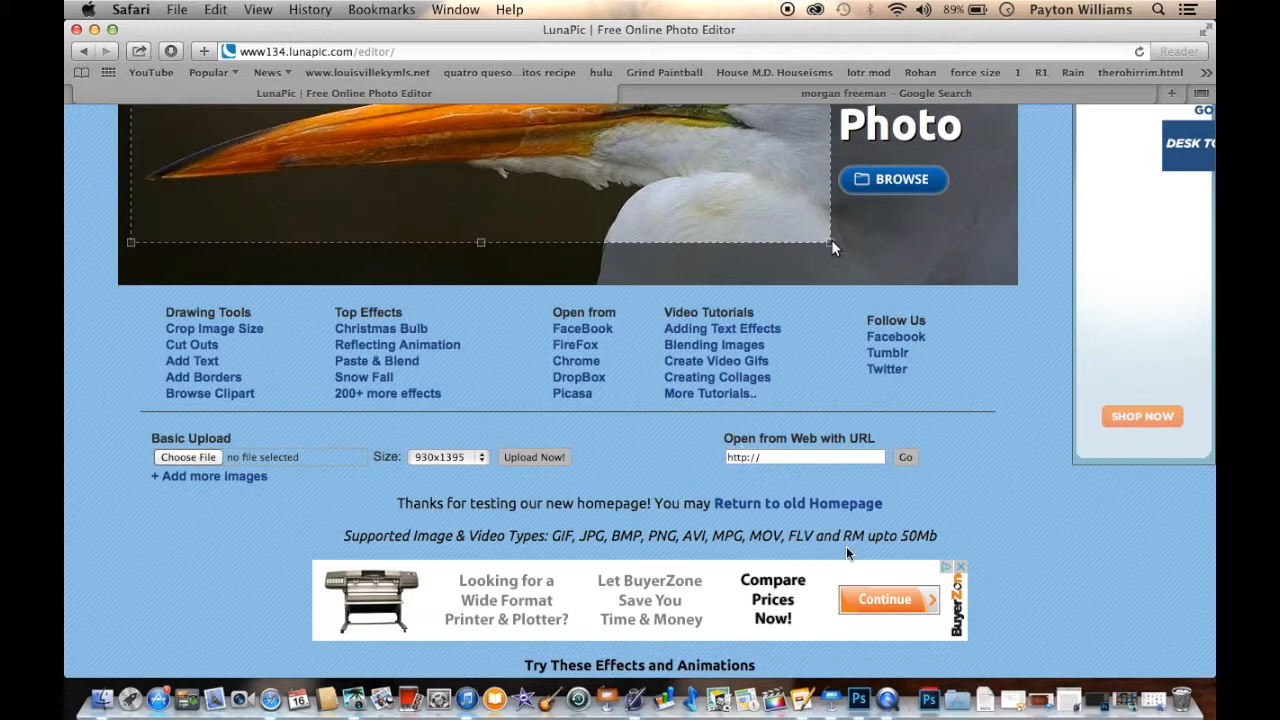 Safari File Edit View History Bookmarks Window Help 89% Payton Williams
LunaPic | Free Online Photo Editor
www134.lunapic.com/editor/ Reader
YouTube Popular News www.louisvillekymls.net quatro queso...itos recipe hulu Grind Paintball House M.D. Houseisms lotr mod Rohan force size 1 R1 Rain therohirrim.html
LunaPic | Free Online Photo Editor morgan freeman – Google Search
Photo
BROWSE
GO
DESK TO
SHOP NOW
Drawing Tools
Crop Image Size
Cut Outs
Add Text
Add Borders
Browse Clipart
Top Effects
Christmas Bulb
Reflecting Animation
Paste & Blend
Snow Fall
200+ more effects
Open from
FaceBook
FireFox
Chrome
DropBox
Picasa
Video Tutorials
Adding Text Effects
Blending Images
Create Video Gifs
Creating Collages
More Tutorials..
Follow Us
Facebook
Tumblr
Twitter
Basic Upload
Choose File no file selected Size: 930x1395 Upload Now!
+ Add more images
Open from Web with URL
http:// Go
Thanks for testing our new homepage! You may Return to old Homepage
Supported Image & Video Types: GIF, JPG, BMP, PNG, AVI, MPG, MOV, FLV and RM upto 50Mb
Looking for a
Wide Format
Printer & Plotter?
Let BuyerZone
Save You
Time & Money
Compare
Prices
Now!
Continue
BuyerZone
Try These Effects and Animations
16
Ps
Ps